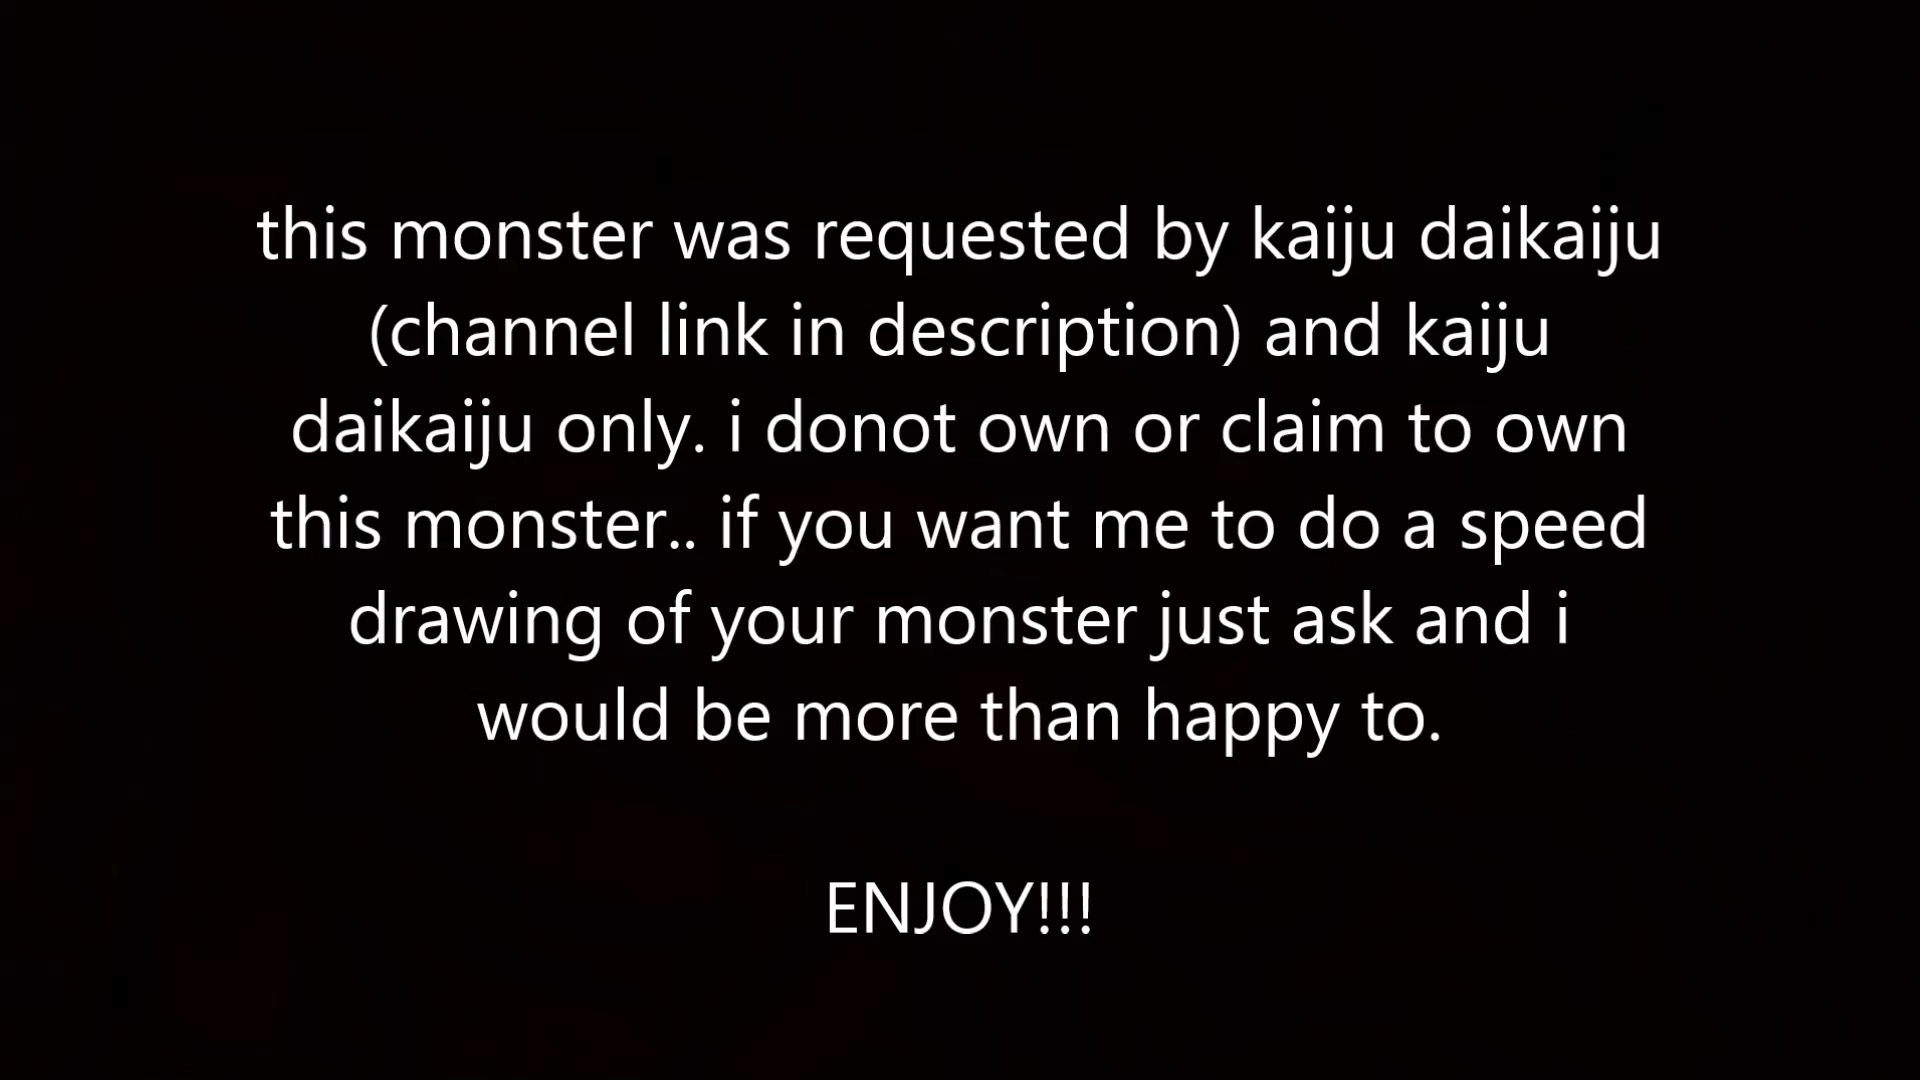 this monster was requested by kaiju daikaiju
(channel link in description) and kaiju
daikaiju only. i donot own or claim to own
this monster.. if you want me to do a speed
drawing of your monster just ask and i
would be more than happy to.
ENJOY!!!